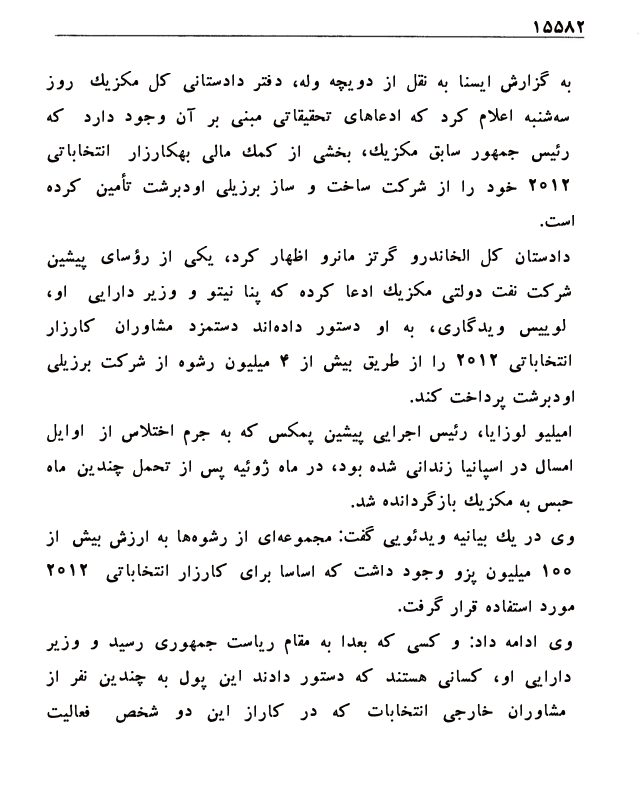 ۱۵۵۸۲
به گزارش ایسنا به نقل از دویچه وله، دفتر دادستانی کل مکزیك روز
سه‌شنبه اعلام کرد که ادعاهای تحقیقاتی مبنی بر آن وجود دارد که
رئیس جمهور سابق مکزیك، بخشی از کمك مالی بهکارزار انتخاباتی
۲۰۱۲ خود را از شرکت ساخت و ساز برزیلی اودبرشت تأمین کرده
است.
دادستان کل الخاندرو گرتز مانرو اظهار کرد، یکی از رؤسای پیشین
شرکت نفت دولتی مکزیك ادعا کرده که پنا نیتو و وزیر دارایی او،
لوییس ویدگاری، به او دستور داده‌اند دستمزد مشاوران کارزار
انتخاباتی ۲۰۱۲ را از طریق بیش از ۴ میلیون رشوه از شرکت برزیلی
اودبرشت پرداخت کند.
امیلیو لوزایا، رئیس اجرایی پیشین پمکس که به جرم اختلاس از اوایل
امسال در اسپانیا زندانی شده بود، در ماه ژوئیه پس از تحمل چندین ماه
حبس به مکزیك بازگردانده شد.
وی در یك بیانیه ویدئویی گفت: مجموعه‌ای از رشوه‌ها به ارزش بیش از
۱۰۰ میلیون پزو وجود داشت که اساسا برای کارزار انتخاباتی ۲۰۱۲
مورد استفاده قرار گرفت.
وی ادامه داد: و کسی که بعدا به مقام ریاست جمهوری رسید و وزیر
دارایی او، کسانی هستند که دستور دادند این پول به چندین نفر از
مشاوران خارجی انتخابات که در کاراز این دو شخص فعالیت